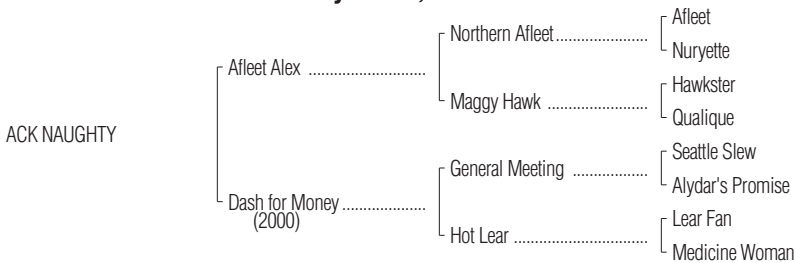 Afleet
Northern Afleet......................
Nuryette
Afleet Alex ............................
Hawkster
Maggy Hawk ........................
Qualique
ACK NAUGHTY
Seattle Slew
General Meeting ..................
Alydar's Promise
Dash for Money ....................
(2000)
Lear Fan
Hot Lear ................................
Medicine Woman